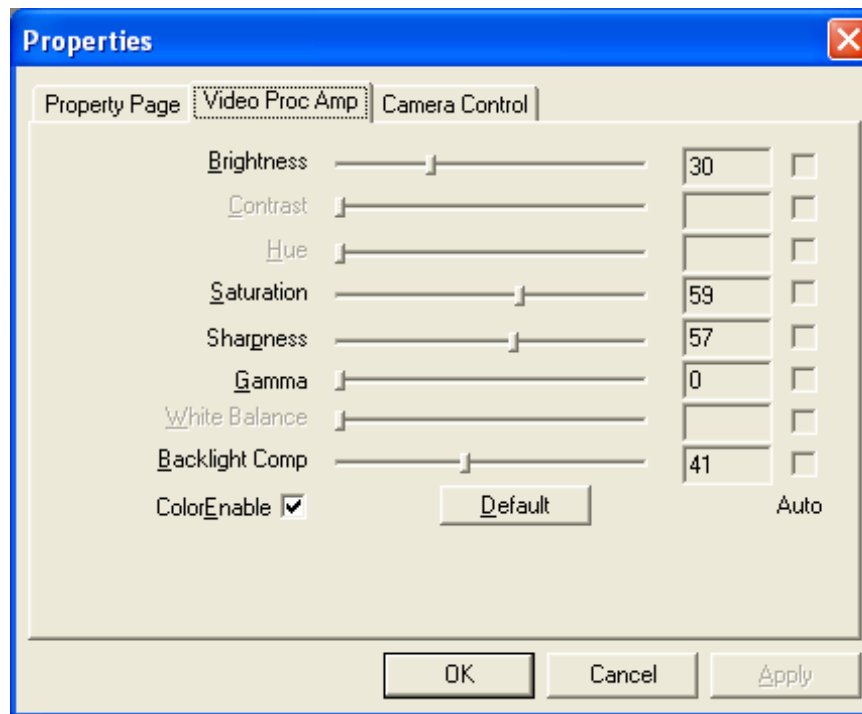 Properties
Property Page Video Proc Amp Camera Control
Brightness 30
Contrast
Hue
Saturation 59
Sharpness 57
Gamma 0
White Balance
Backlight Comp 41
ColorEnable Default Auto
OK Cancel Apply